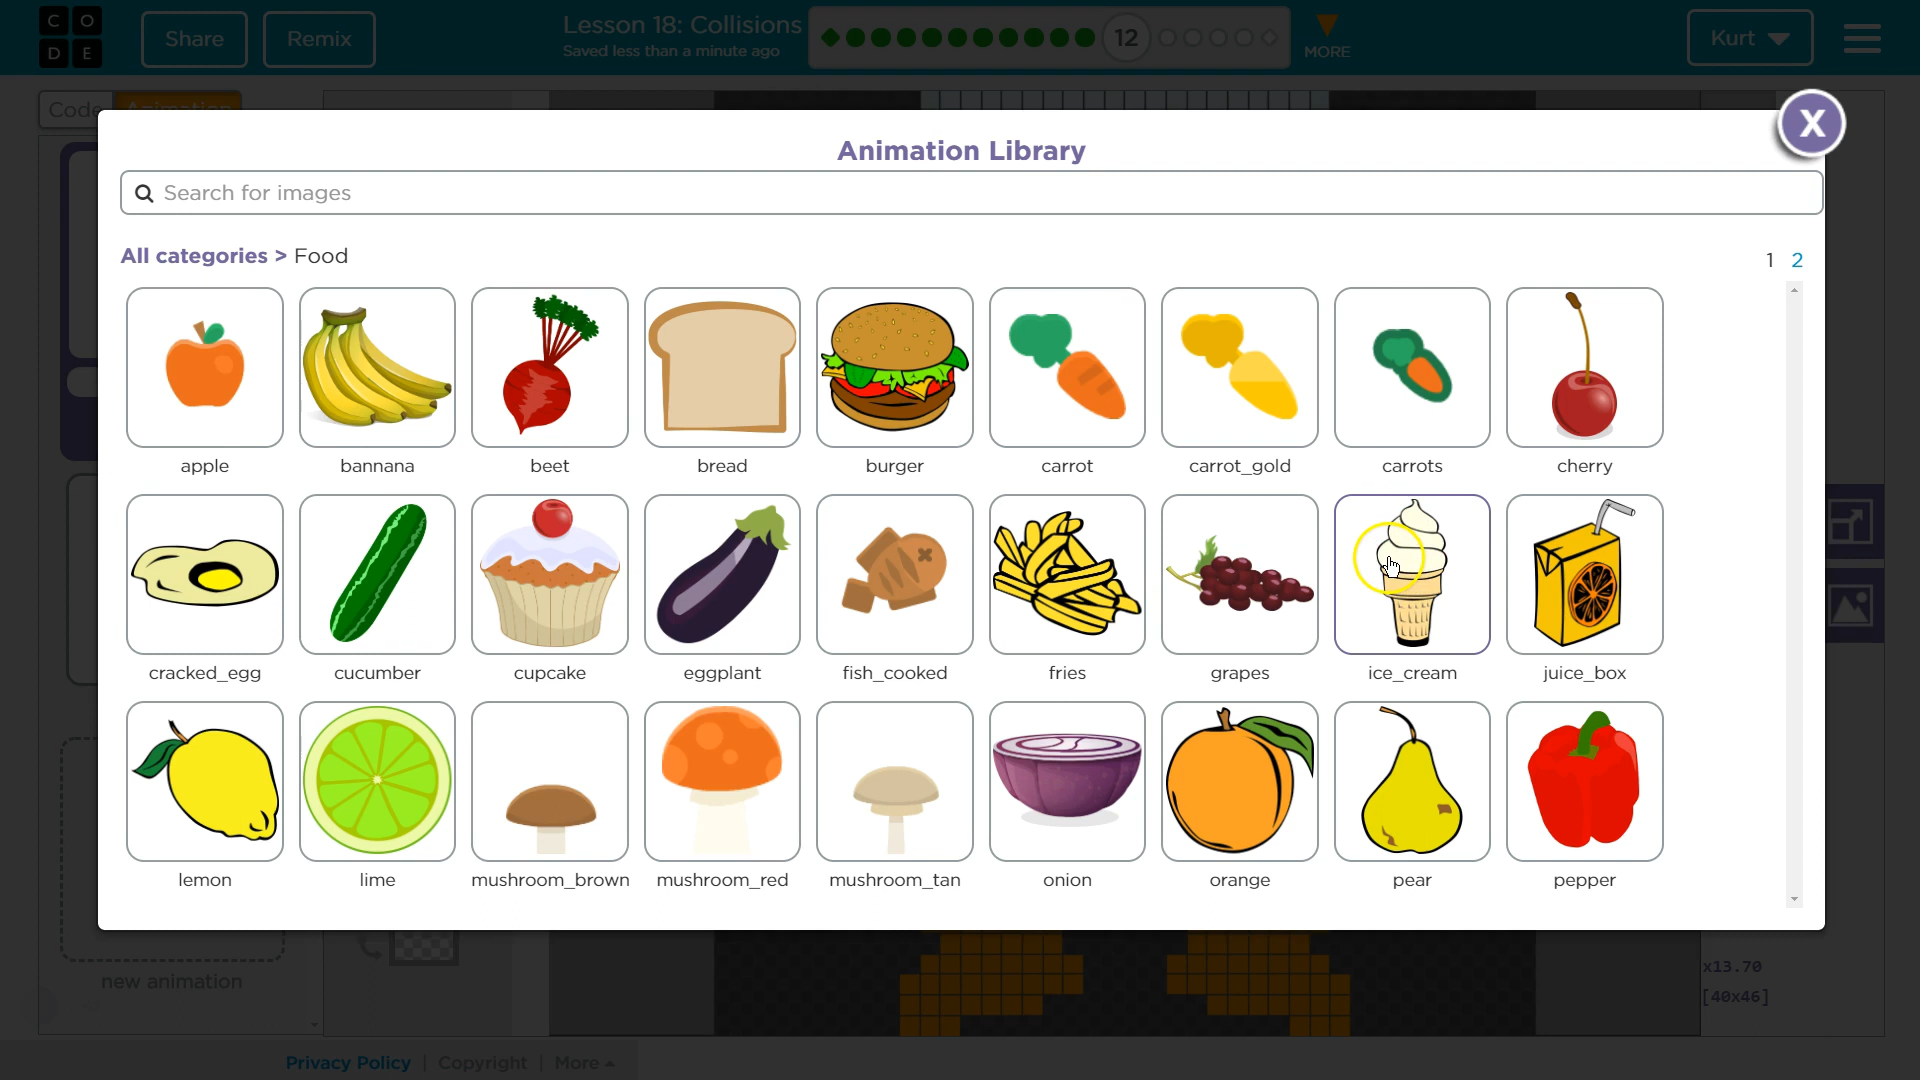 C O
D E
Share
Remix
Lesson 18: Collisions
Saved less than a minute ago
12
MORE
Kurt
Code
Animation
X
Animation Library
Search for images
All categories > Food
1 2
apple
bannana
beet
bread
burger
carrot
carrot_gold
carrots
cherry
cracked_egg
cucumber
cupcake
eggplant
fish_cooked
fries
grapes
ice_cream
juice_box
lemon
lime
mushroom_brown
mushroom_red
mushroom_tan
onion
orange
pear
pepper
new animation
x13.70
[40x46]
Privacy Policy | Copyright | More